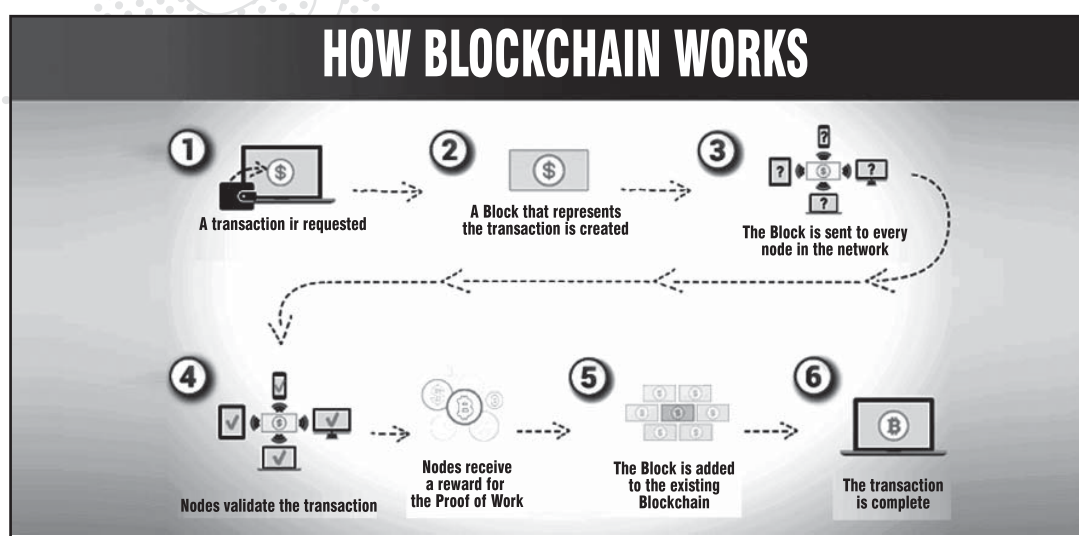 HOW BLOCKCHAIN WORKS
1
2
3
A transaction ir requested
A Block that represents
the transaction is created
The Block is sent to every
node in the network
4
5
6
Nodes validate the transaction
Nodes receive
a reward for
the Proof of Work
The Block is added
to the existing
Blockchain
The transaction
is complete